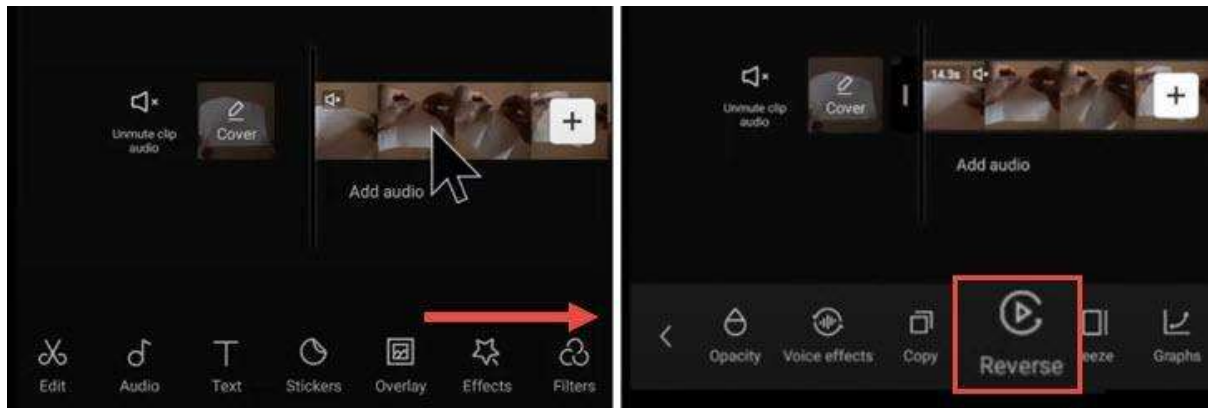 Unmute clip
audio
Cover
Add audio
Edit Audio Text Stickers Overlay Effects Filters
14.3s
Unmute clip
audio
Cover
Add audio
Opacity Voice effects Copy Reverse eeze Graphs